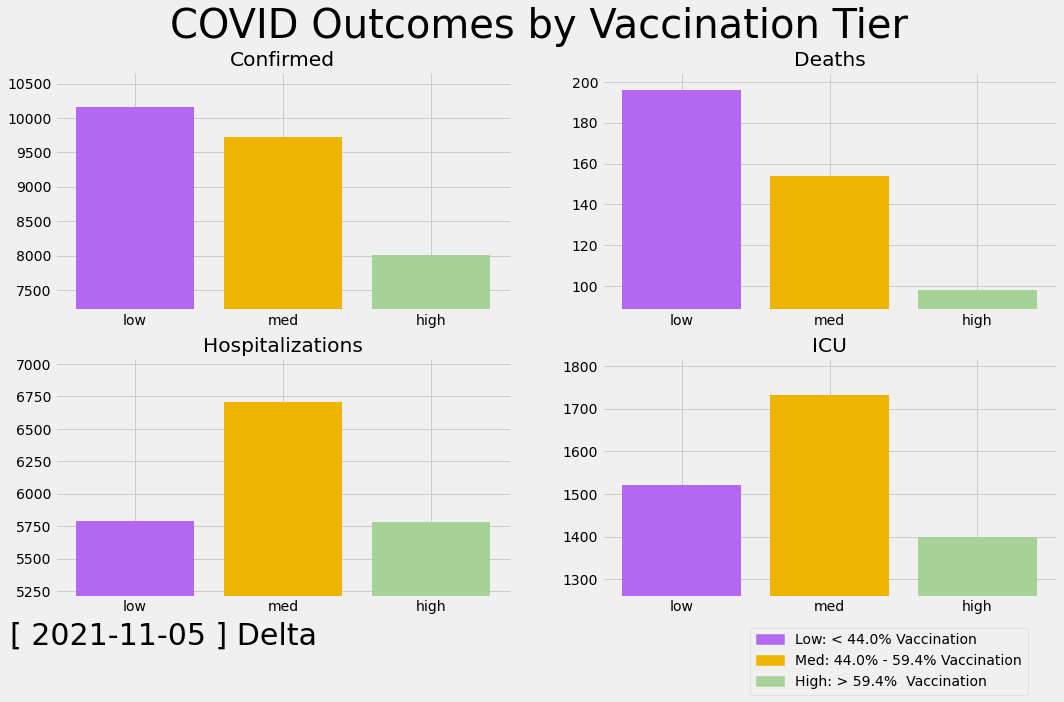 COVID Outcomes by Vaccination Tier
Confirmed
10500
10000
9500
9000
8500
8000
7500
low med high
Deaths
200
180
160
140
120
100
low med high
Hospitalizations
7000
6750
6500
6250
6000
5750
5500
5250
low med high
ICU
1800
1700
1600
1500
1400
1300
low med high
[ 2021-11-05 ] Delta
Low: < 44.0% Vaccination
Med: 44.0% - 59.4% Vaccination
High: > 59.4%  Vaccination